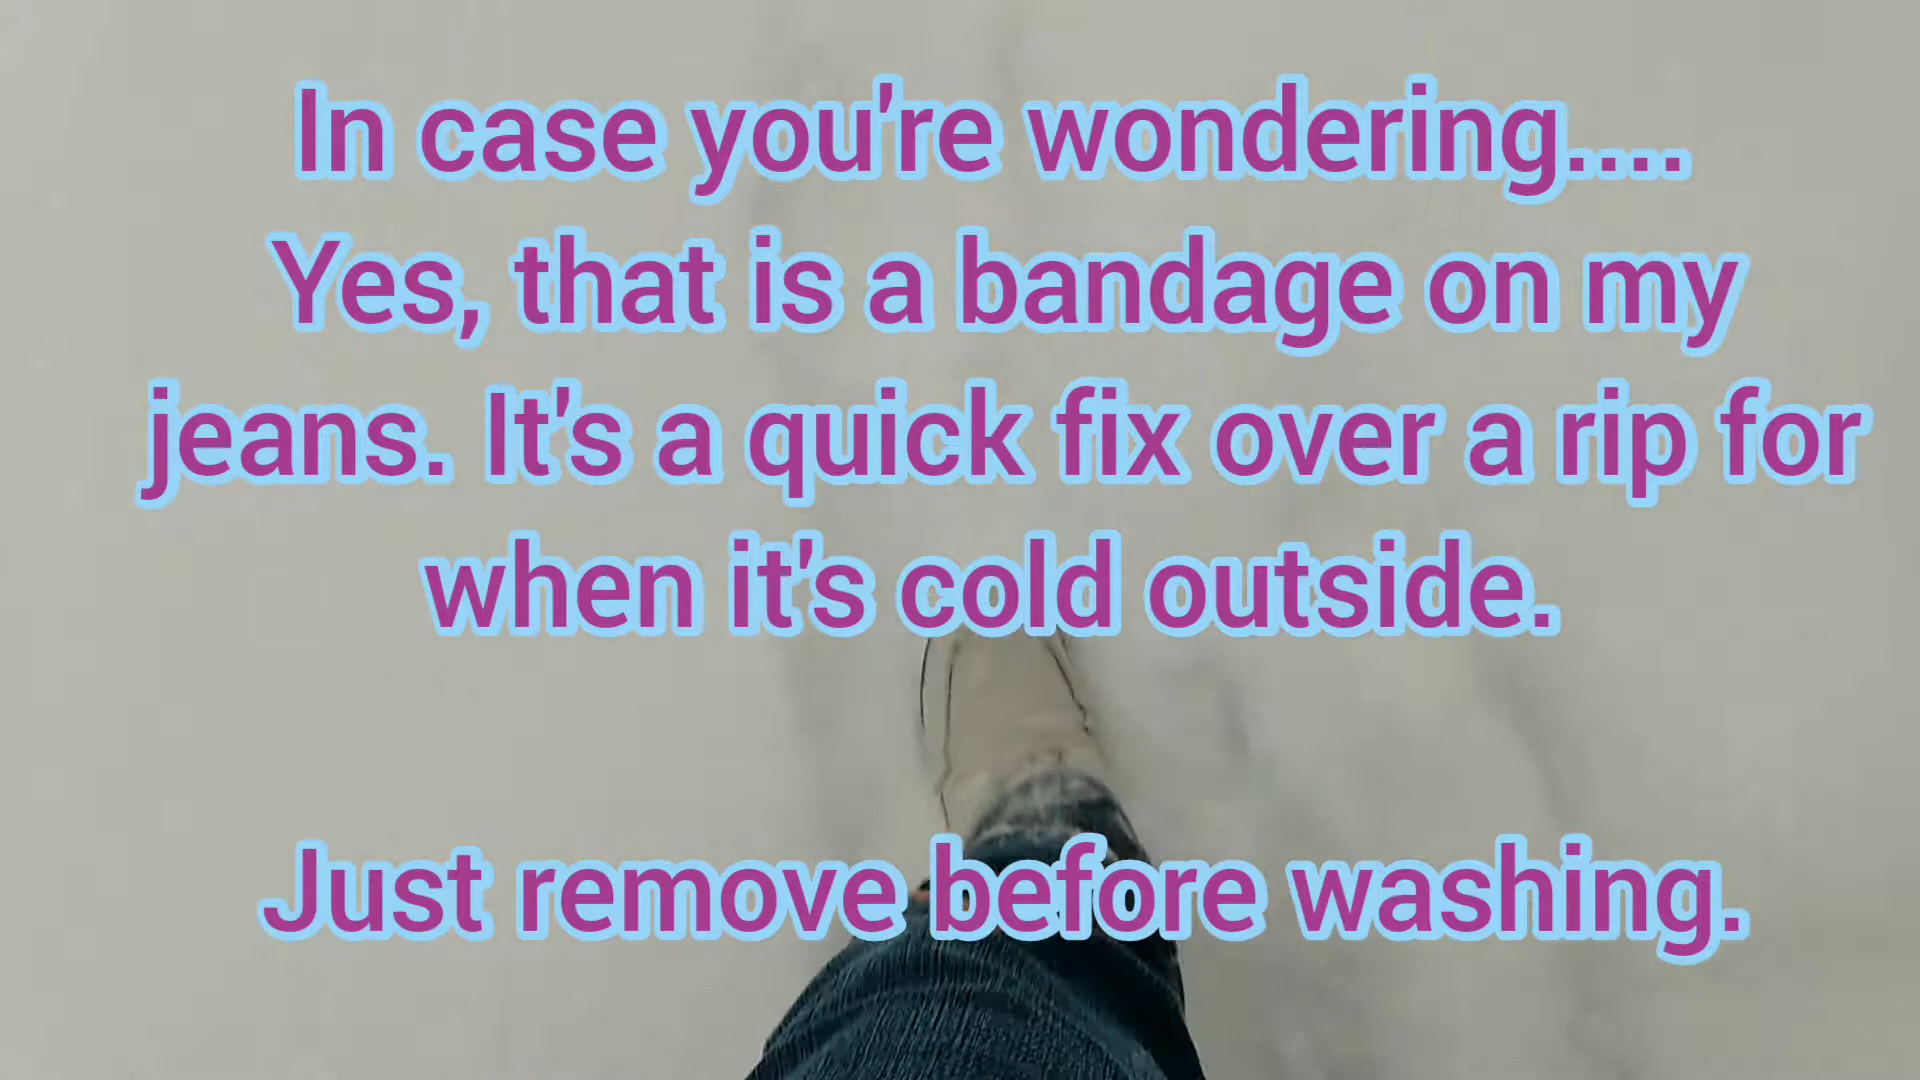 In case you're wondering....
Yes, that is a bandage on my
jeans. It's a quick fix over a rip for
when it's cold outside.
Just remove before washing.